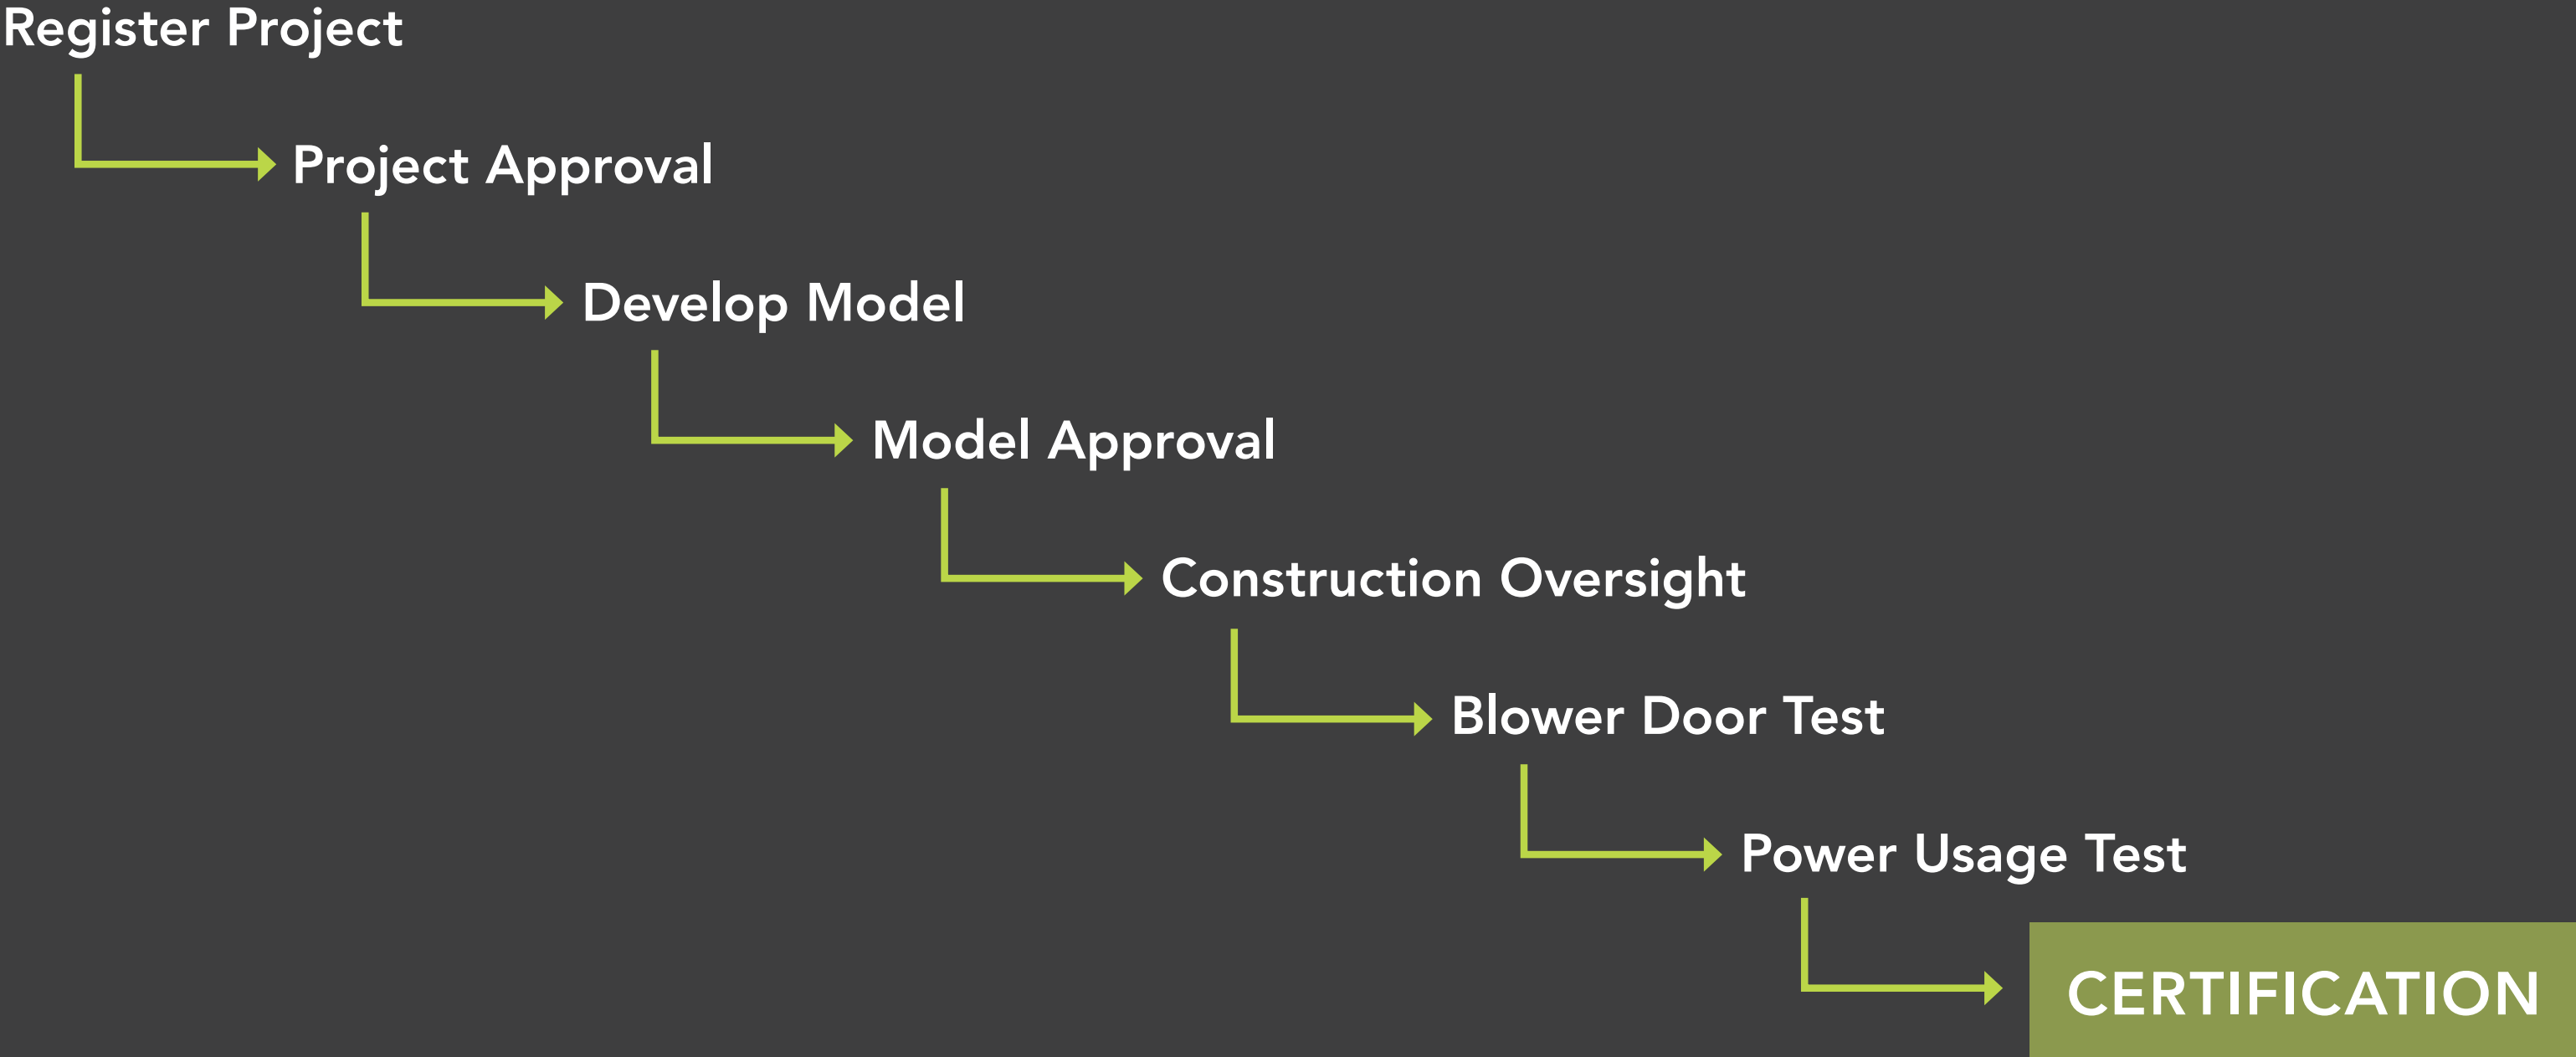 Register Project
Project Approval
Develop Model
Model Approval
Construction Oversight
Blower Door Test
Power Usage Test
CERTIFICATION